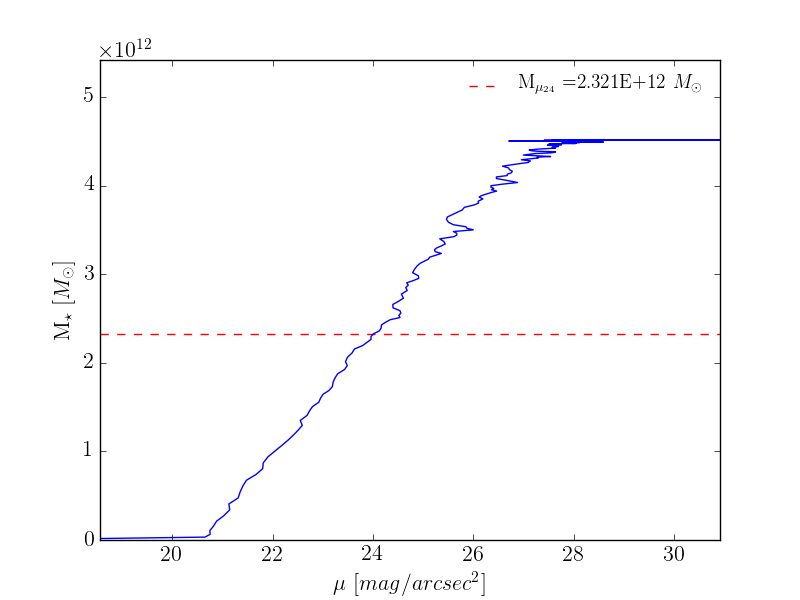 ×10¹²
M_μ₂₄ =2.321E+12 M_⊙
5
4
3
2
1
0
M_⋆ [M_⊙]
20 22 24 26 28 30
μ [mag/arcsec²]